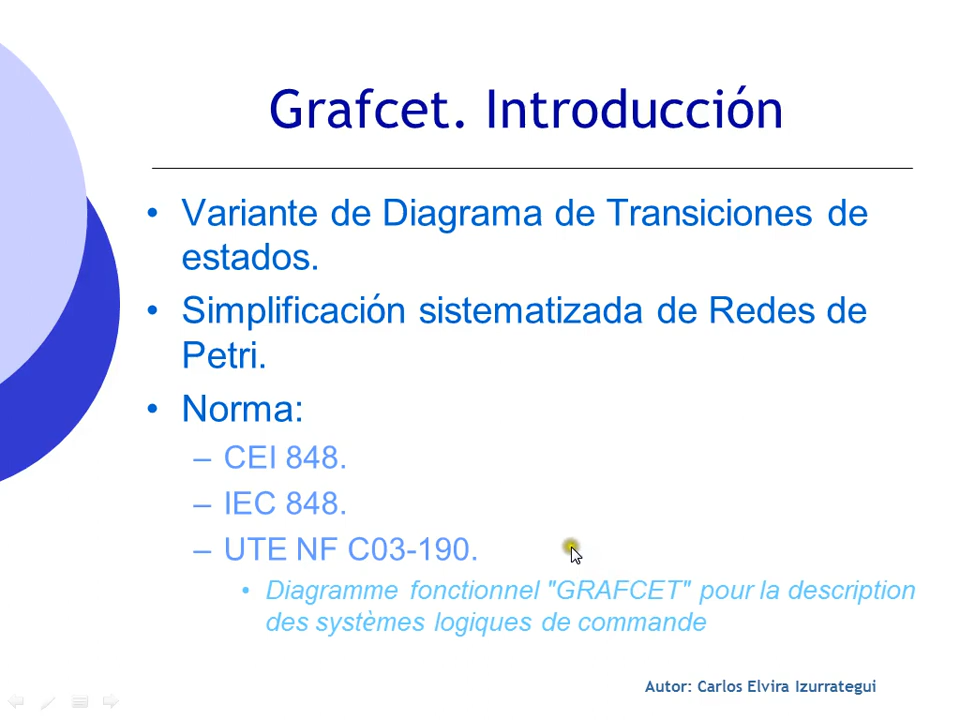 Grafcet. Introducción
• Variante de Diagrama de Transiciones de
estados.
• Simplificación sistematizada de Redes de
Petri.
• Norma:
– CEI 848.
– IEC 848.
– UTE NF C03-190.
• Diagramme fonctionnel "GRAFCET" pour la description
des systèmes logiques de commande
Autor: Carlos Elvira Izurrategui